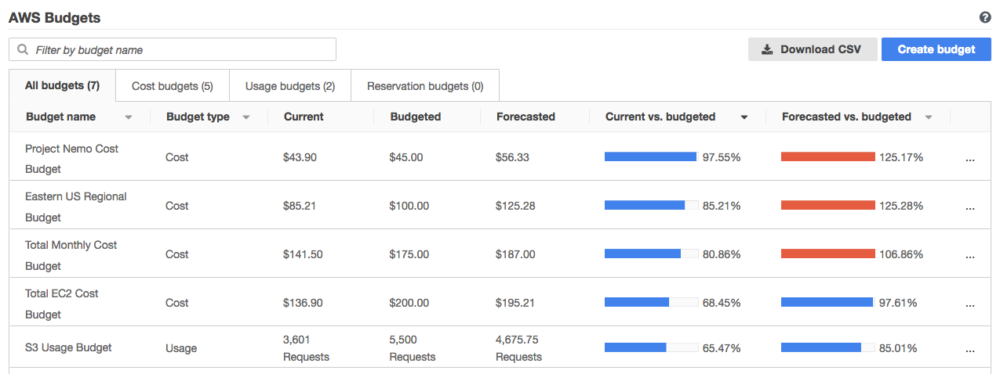 AWS Budgets
?
Filter by budget name
Download CSV
Create budget
All budgets (7)
Cost budgets (5)
Usage budgets (2)
Reservation budgets (0)
Budget name
Budget type
Current
Budgeted
Forecasted
Current vs. budgeted
Forecasted vs. budgeted
Project Nemo Cost
Budget
Cost
$43.90
$45.00
$56.33
97.55%
125.17%
...
Eastern US Regional
Budget
Cost
$85.21
$100.00
$125.28
85.21%
125.28%
...
Total Monthly Cost
Budget
Cost
$141.50
$175.00
$187.00
80.86%
106.86%
...
Total EC2 Cost
Budget
Cost
$136.90
$200.00
$195.21
68.45%
97.61%
...
S3 Usage Budget
Usage
3,601
Requests
5,500
Requests
4,675.75
Requests
65.47%
85.01%
...